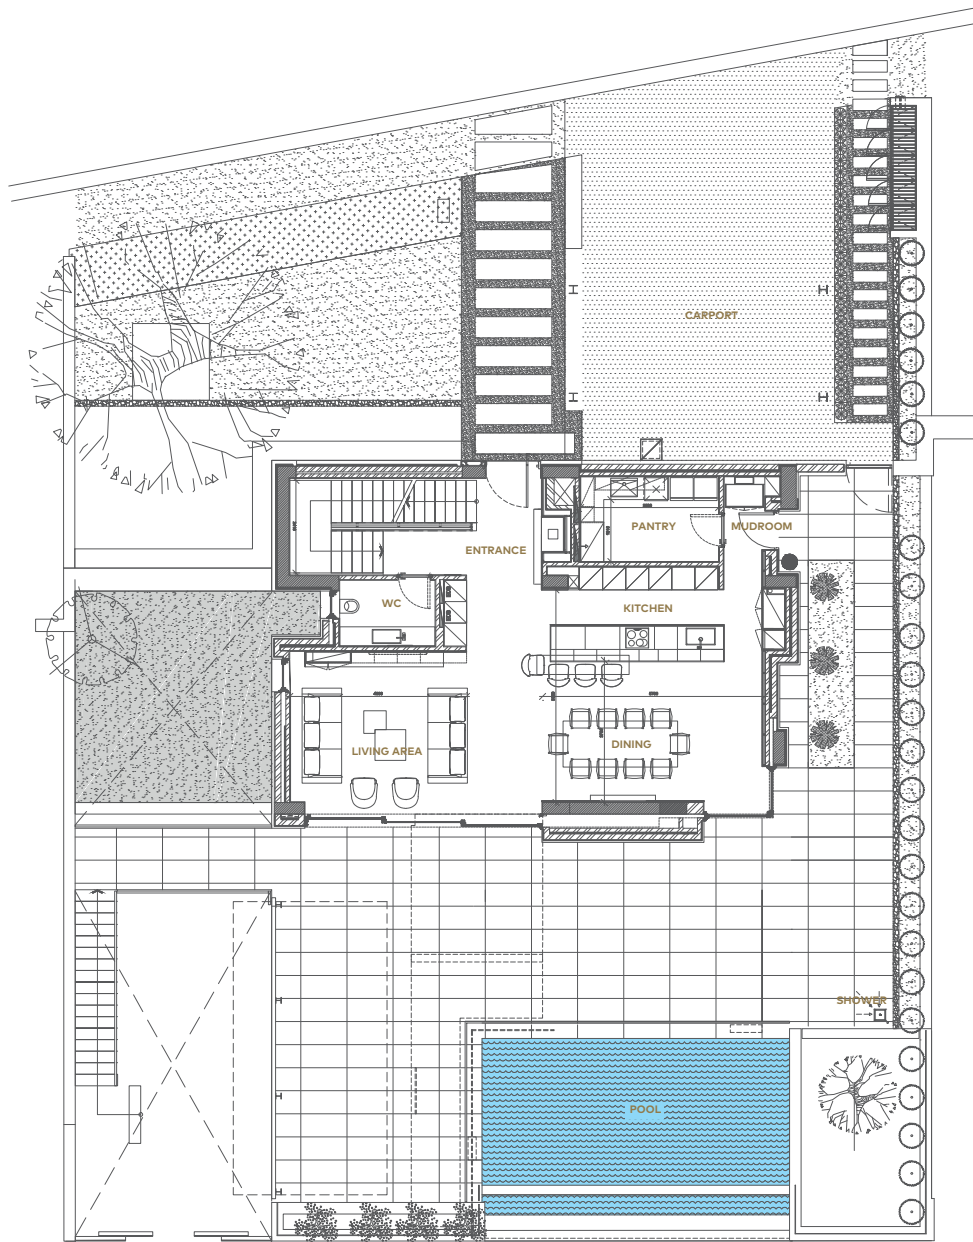 CARPORT
PANTRY
MUDROOM
ENTRANCE
WC
KITCHEN
LIVING AREA
DINING
SHOWER
POOL